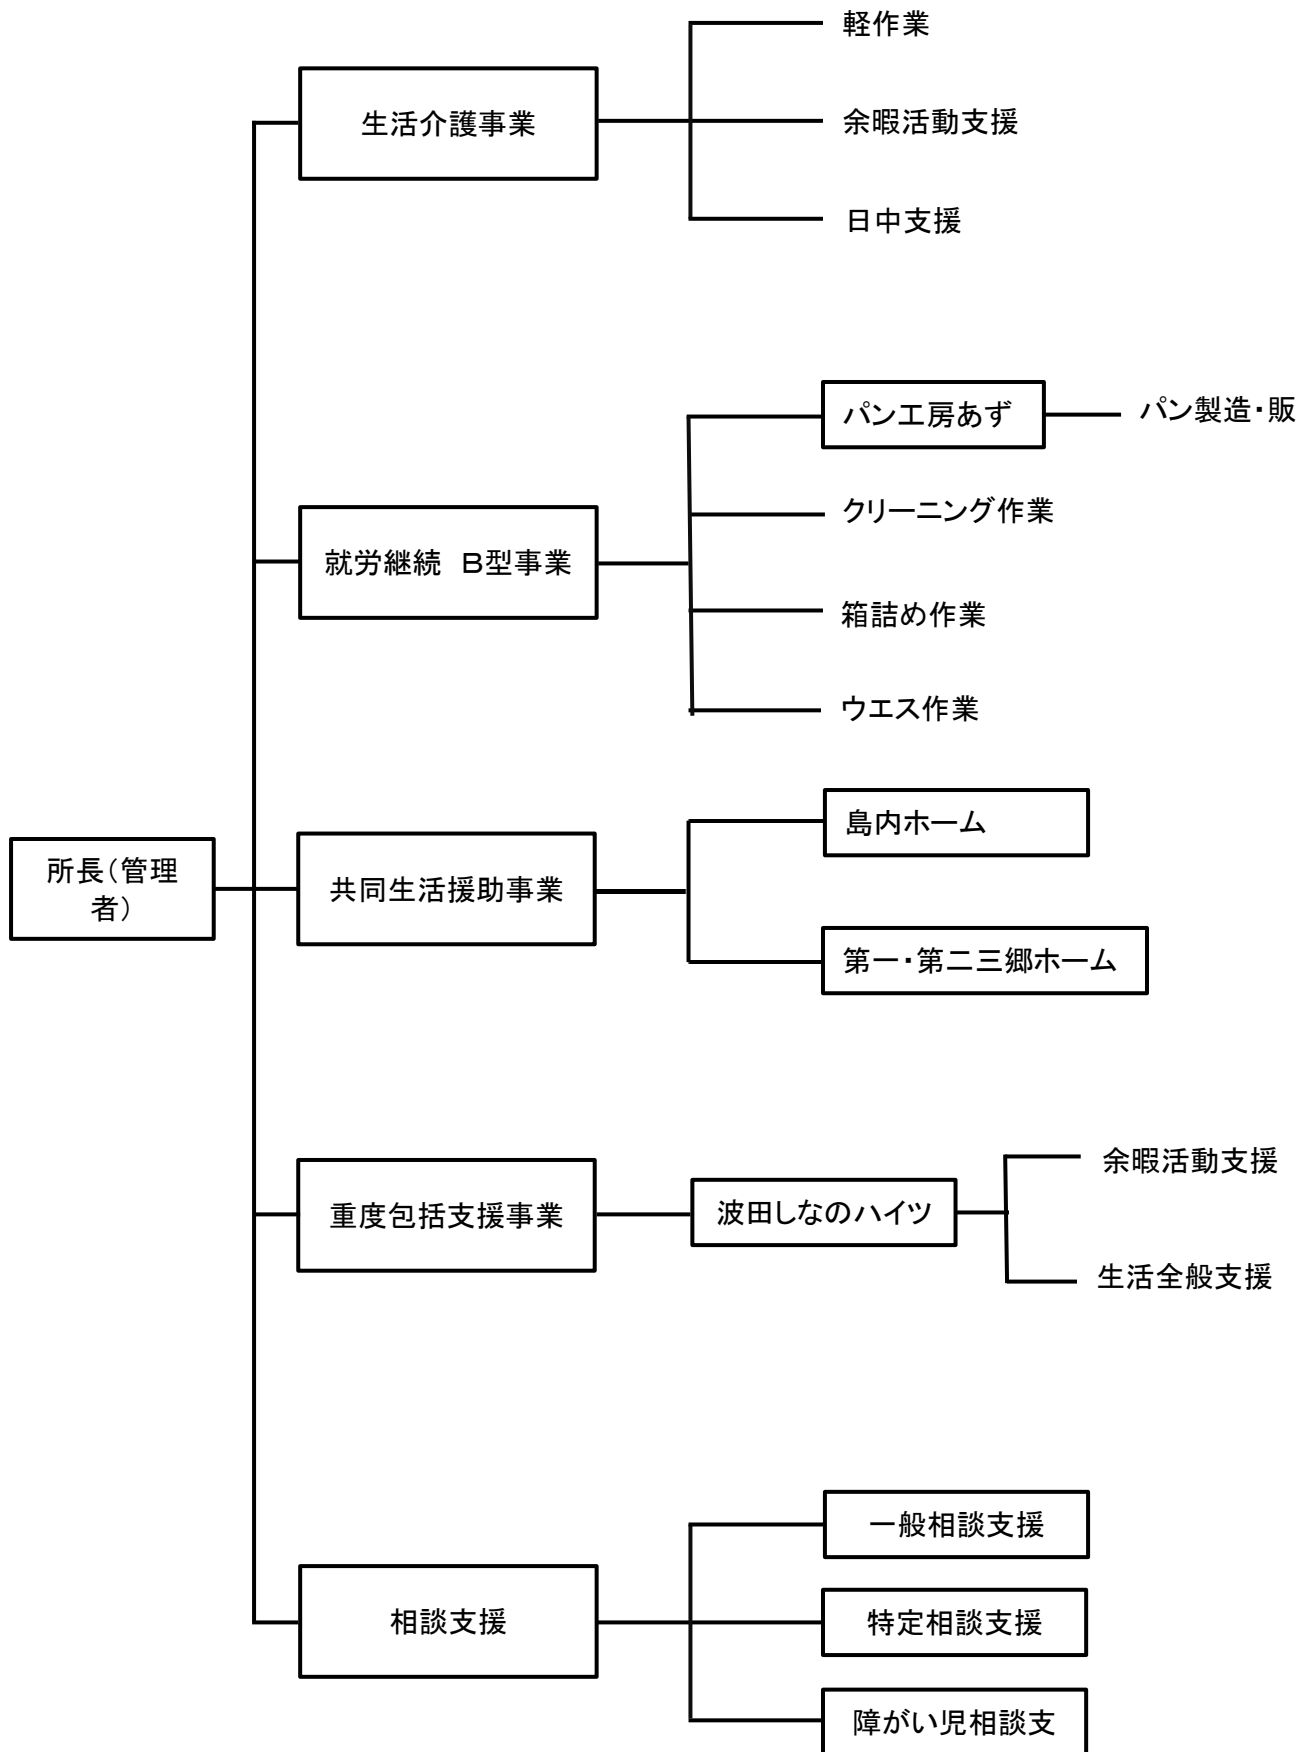 軽作業
生活介護事業
余暇活動支援
日中支援
パン工房あず
パン製造・販
クリーニング作業
就労継続　B型事業
箱詰め作業
ウエス作業
島内ホーム
所長（管理
者）
共同生活援助事業
第一・第二三郷ホーム
余暇活動支援
重度包括支援事業
波田しなのハイツ
生活全般支援
一般相談支援
相談支援
特定相談支援
障がい児相談支